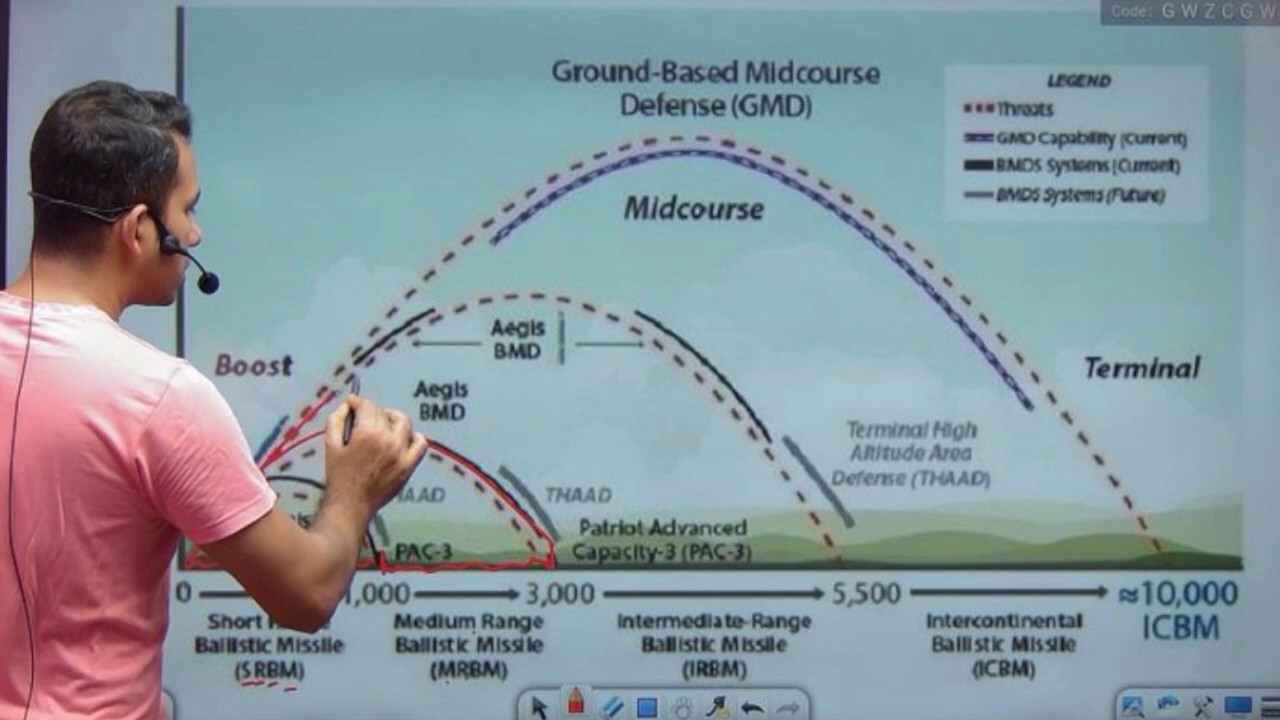 Code: G W Z C G W
Ground-Based Midcourse
Defense (GMD)
LEGEND
Threats
GMD Capability (Current)
BMDS Systems (Current)
BMDS Systems (Future)
Midcourse
Boost
Aegis
BMD
Terminal
Aegis
BMD
Terminal High
Altitude Area
Defense (THAAD)
THAAD
PAC-3
Patriot Advanced
Capacity-3 (PAC-3)
0 1,000 3,000 5,500 ≈10,000
ICBM
Short
Ballistic Missile
(SRBM)
Medium Range
Ballistic Missile
(MRBM)
Intermediate-Range
Ballistic Missile
(IRBM)
Intercontinental
Ballistic Missile
(ICBM)